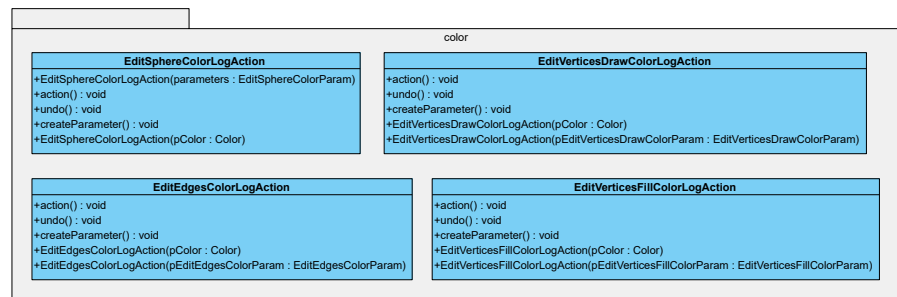 color
EditSphereColorLogAction
+EditSphereColorLogAction(parameters : EditSphereColorParam)
+action() : void
+undo() : void
+createParameter() : void
+EditSphereColorLogAction(pColor : Color)
EditVerticesDrawColorLogAction
+action() : void
+undo() : void
+createParameter() : void
+EditVerticesDrawColorLogAction(pColor : Color)
+EditVerticesDrawColorLogAction(pEditVerticesDrawColorParam : EditVerticesDrawColorParam)
EditEdgesColorLogAction
+action() : void
+undo() : void
+createParameter() : void
+EditEdgesColorLogAction(pColor : Color)
+EditEdgesColorLogAction(pEditEdgesColorParam : EditEdgesColorParam)
EditVerticesFillColorLogAction
+action() : void
+undo() : void
+createParameter() : void
+EditVerticesFillColorLogAction(pColor : Color)
+EditVerticesFillColorLogAction(pEditVerticesFillColorParam : EditVerticesFillColorParam)